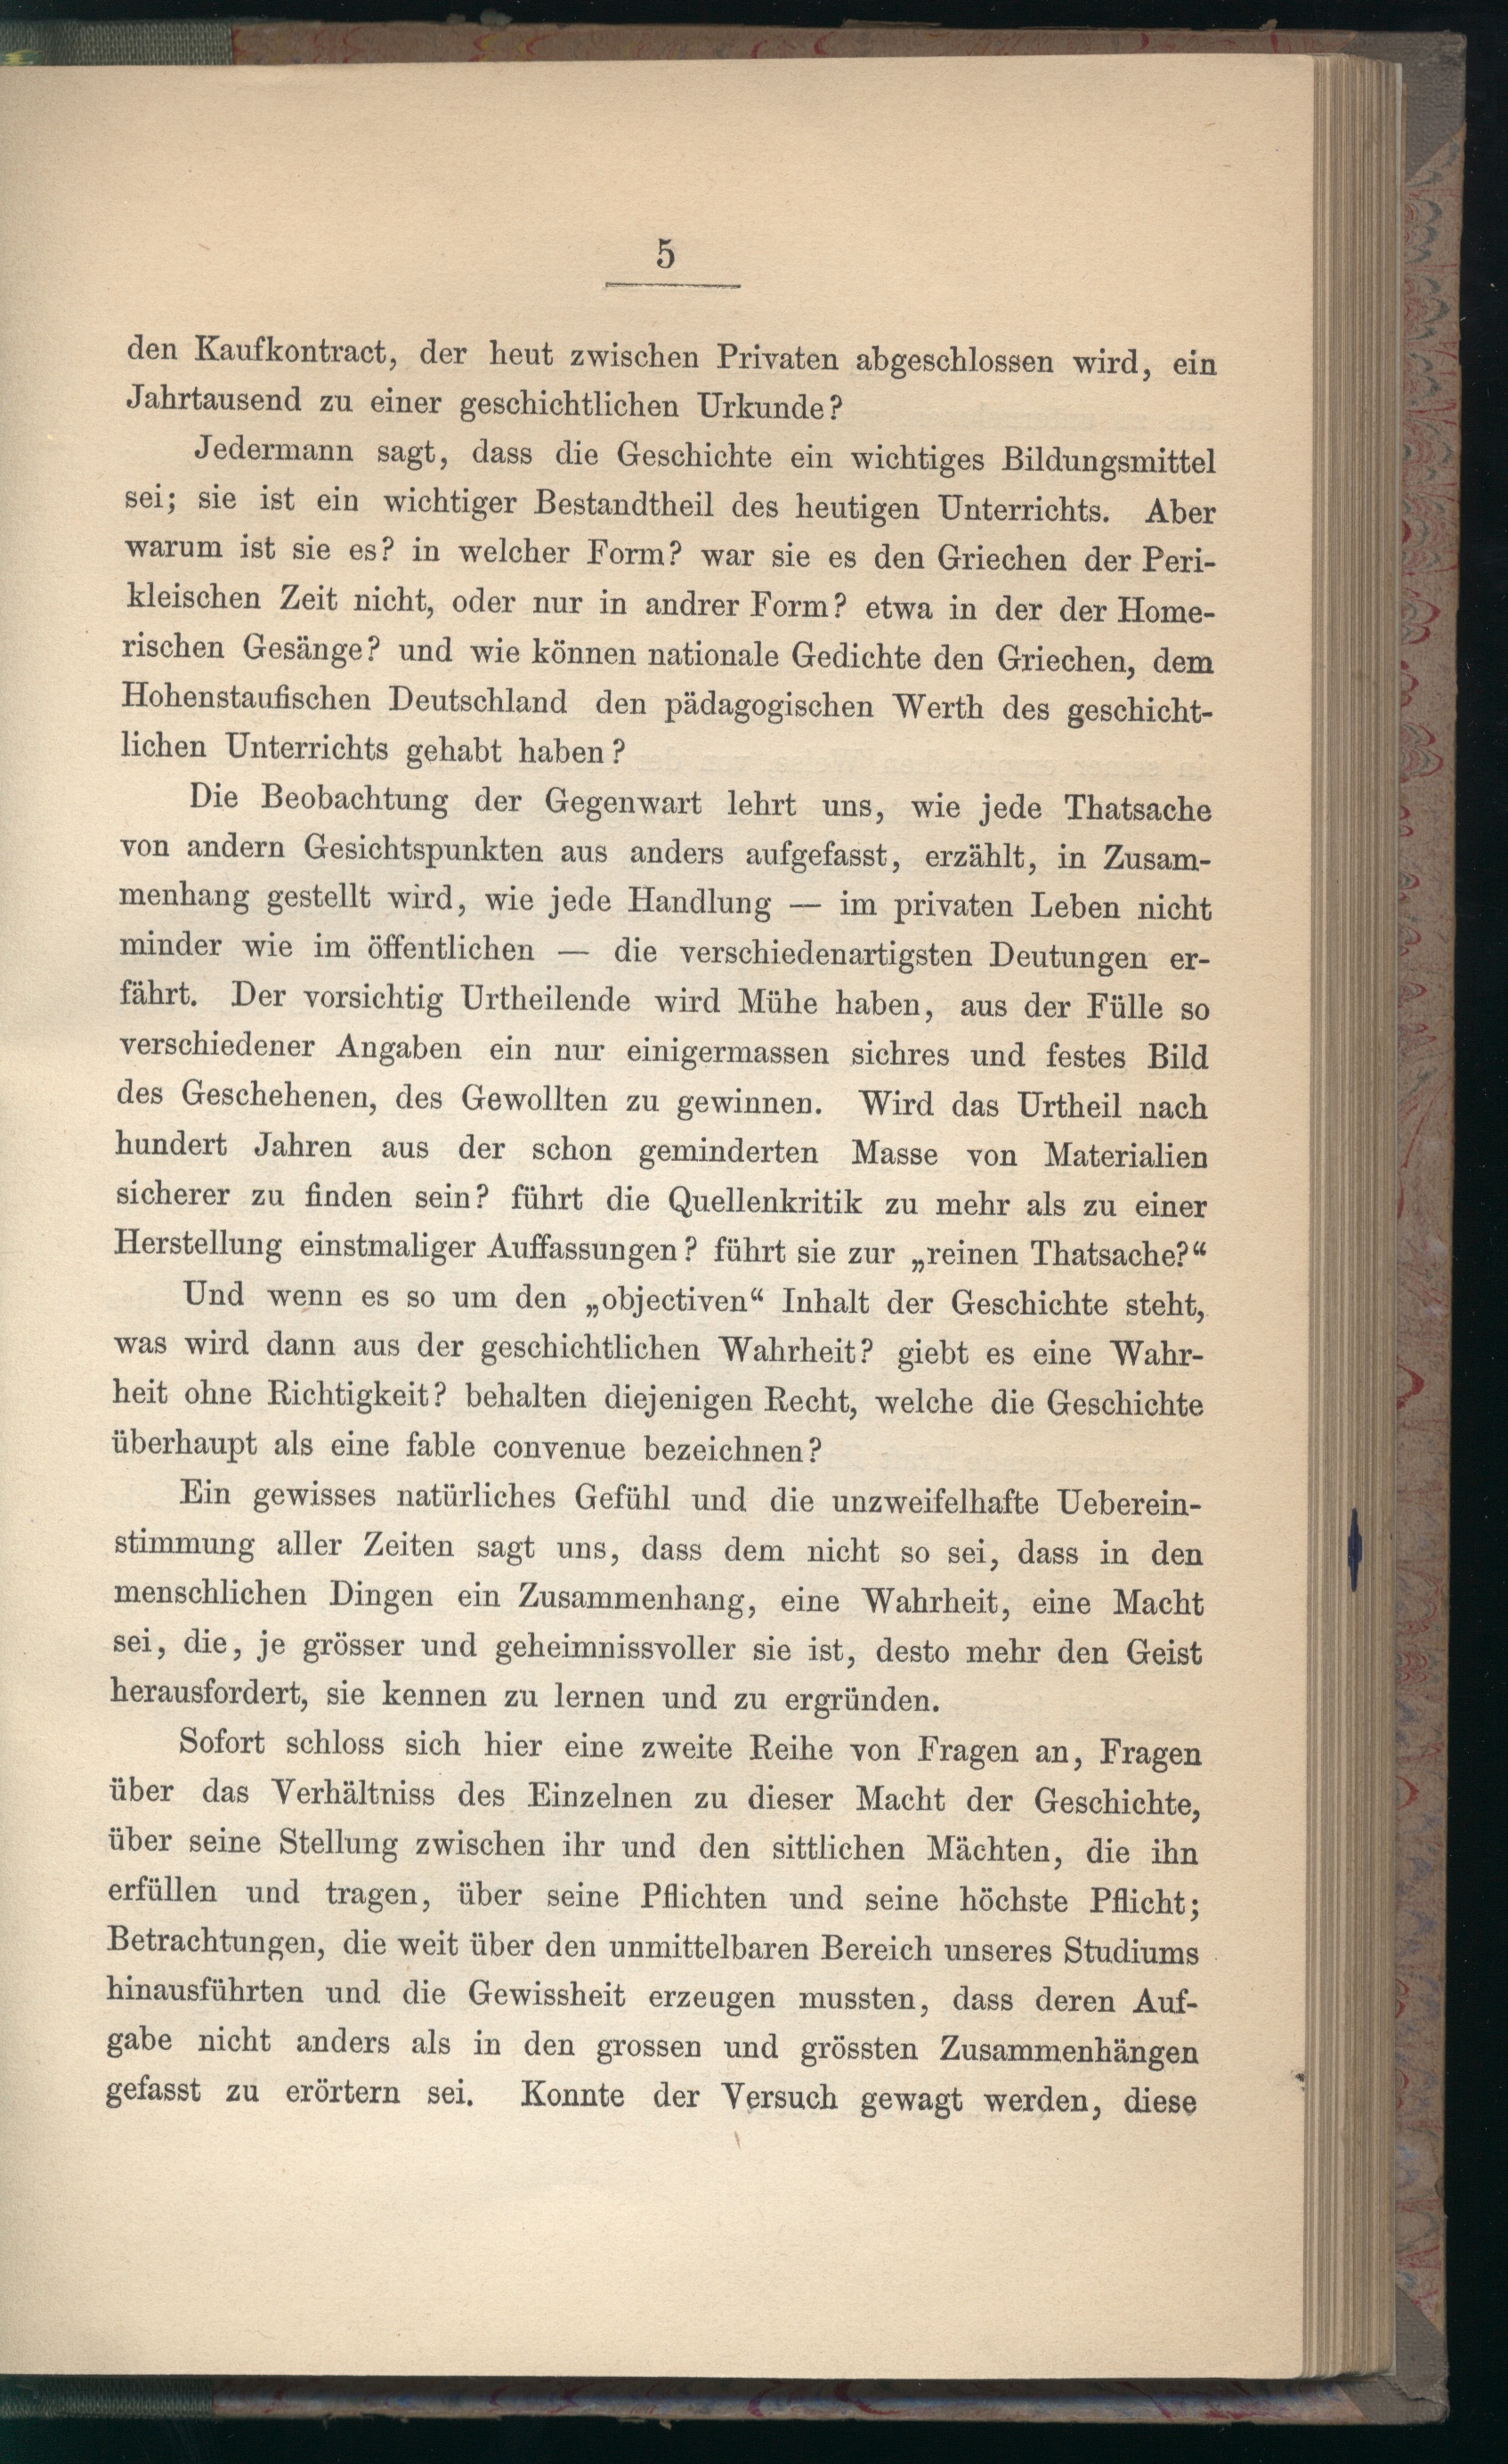 5
den Kaufkontract, der heut zwischen Privaten abgeschlossen wird, ein
Jahrtausend zu einer geschichtlichen Urkunde?
Jedermann sagt, dass die Geschichte ein wichtiges Bildungsmittel
sei; sie ist ein wichtiger Bestandtheil des heutigen Unterrichts. Aber
warum ist sie es? in welcher Form? war sie es den Griechen der Peri-
kleischen Zeit nicht, oder nur in andrer Form? etwa in der der Home-
rischen Gesänge? und wie können nationale Gedichte den Griechen, dem
Hohenstaufischen Deutschland den pädagogischen Werth des geschicht-
lichen Unterrichts gehabt haben?
Die Beobachtung der Gegenwart lehrt uns, wie jede Thatsache
von andern Gesichtspunkten aus anders aufgefasst, erzählt, in Zusam-
menhang gestellt wird, wie jede Handlung — im privaten Leben nicht
minder wie im öffentlichen — die verschiedenartigsten Deutungen er-
fährt. Der vorsichtig Urtheilende wird Mühe haben, aus der Fülle so
verschiedener Angaben ein nur einigermassen sichres und festes Bild
des Geschehenen, des Gewollten zu gewinnen. Wird das Urtheil nach
hundert Jahren aus der schon geminderten Masse von Materialien
sicherer zu finden sein? führt die Quellenkritik zu mehr als zu einer
Herstellung einstmaliger Auffassungen? führt sie zur „reinen Thatsache?“
Und wenn es so um den „objectiven“ Inhalt der Geschichte steht,
was wird dann aus der geschichtlichen Wahrheit? giebt es eine Wahr-
heit ohne Richtigkeit? behalten diejenigen Recht, welche die Geschichte
überhaupt als eine fable convenue bezeichnen?
Ein gewisses natürliches Gefühl und die unzweifelhafte Ueberein-
stimmung aller Zeiten sagt uns, dass dem nicht so sei, dass in den
menschlichen Dingen ein Zusammenhang, eine Wahrheit, eine Macht
sei, die, je grösser und geheimnissvoller sie ist, desto mehr den Geist
herausfordert, sie kennen zu lernen und zu ergründen.
Sofort schloss sich hier eine zweite Reihe von Fragen an, Fragen
über das Verhältniss des Einzelnen zu dieser Macht der Geschichte,
über seine Stellung zwischen ihr und den sittlichen Mächten, die ihn
erfüllen und tragen, über seine Pflichten und seine höchste Pflicht;
Betrachtungen, die weit über den unmittelbaren Bereich unseres Studiums
hinausführten und die Gewissheit erzeugen mussten, dass deren Auf-
gabe nicht anders als in den grossen und grössten Zusammenhängen
gefasst zu erörtern sei. Konnte der Versuch gewagt werden, diese